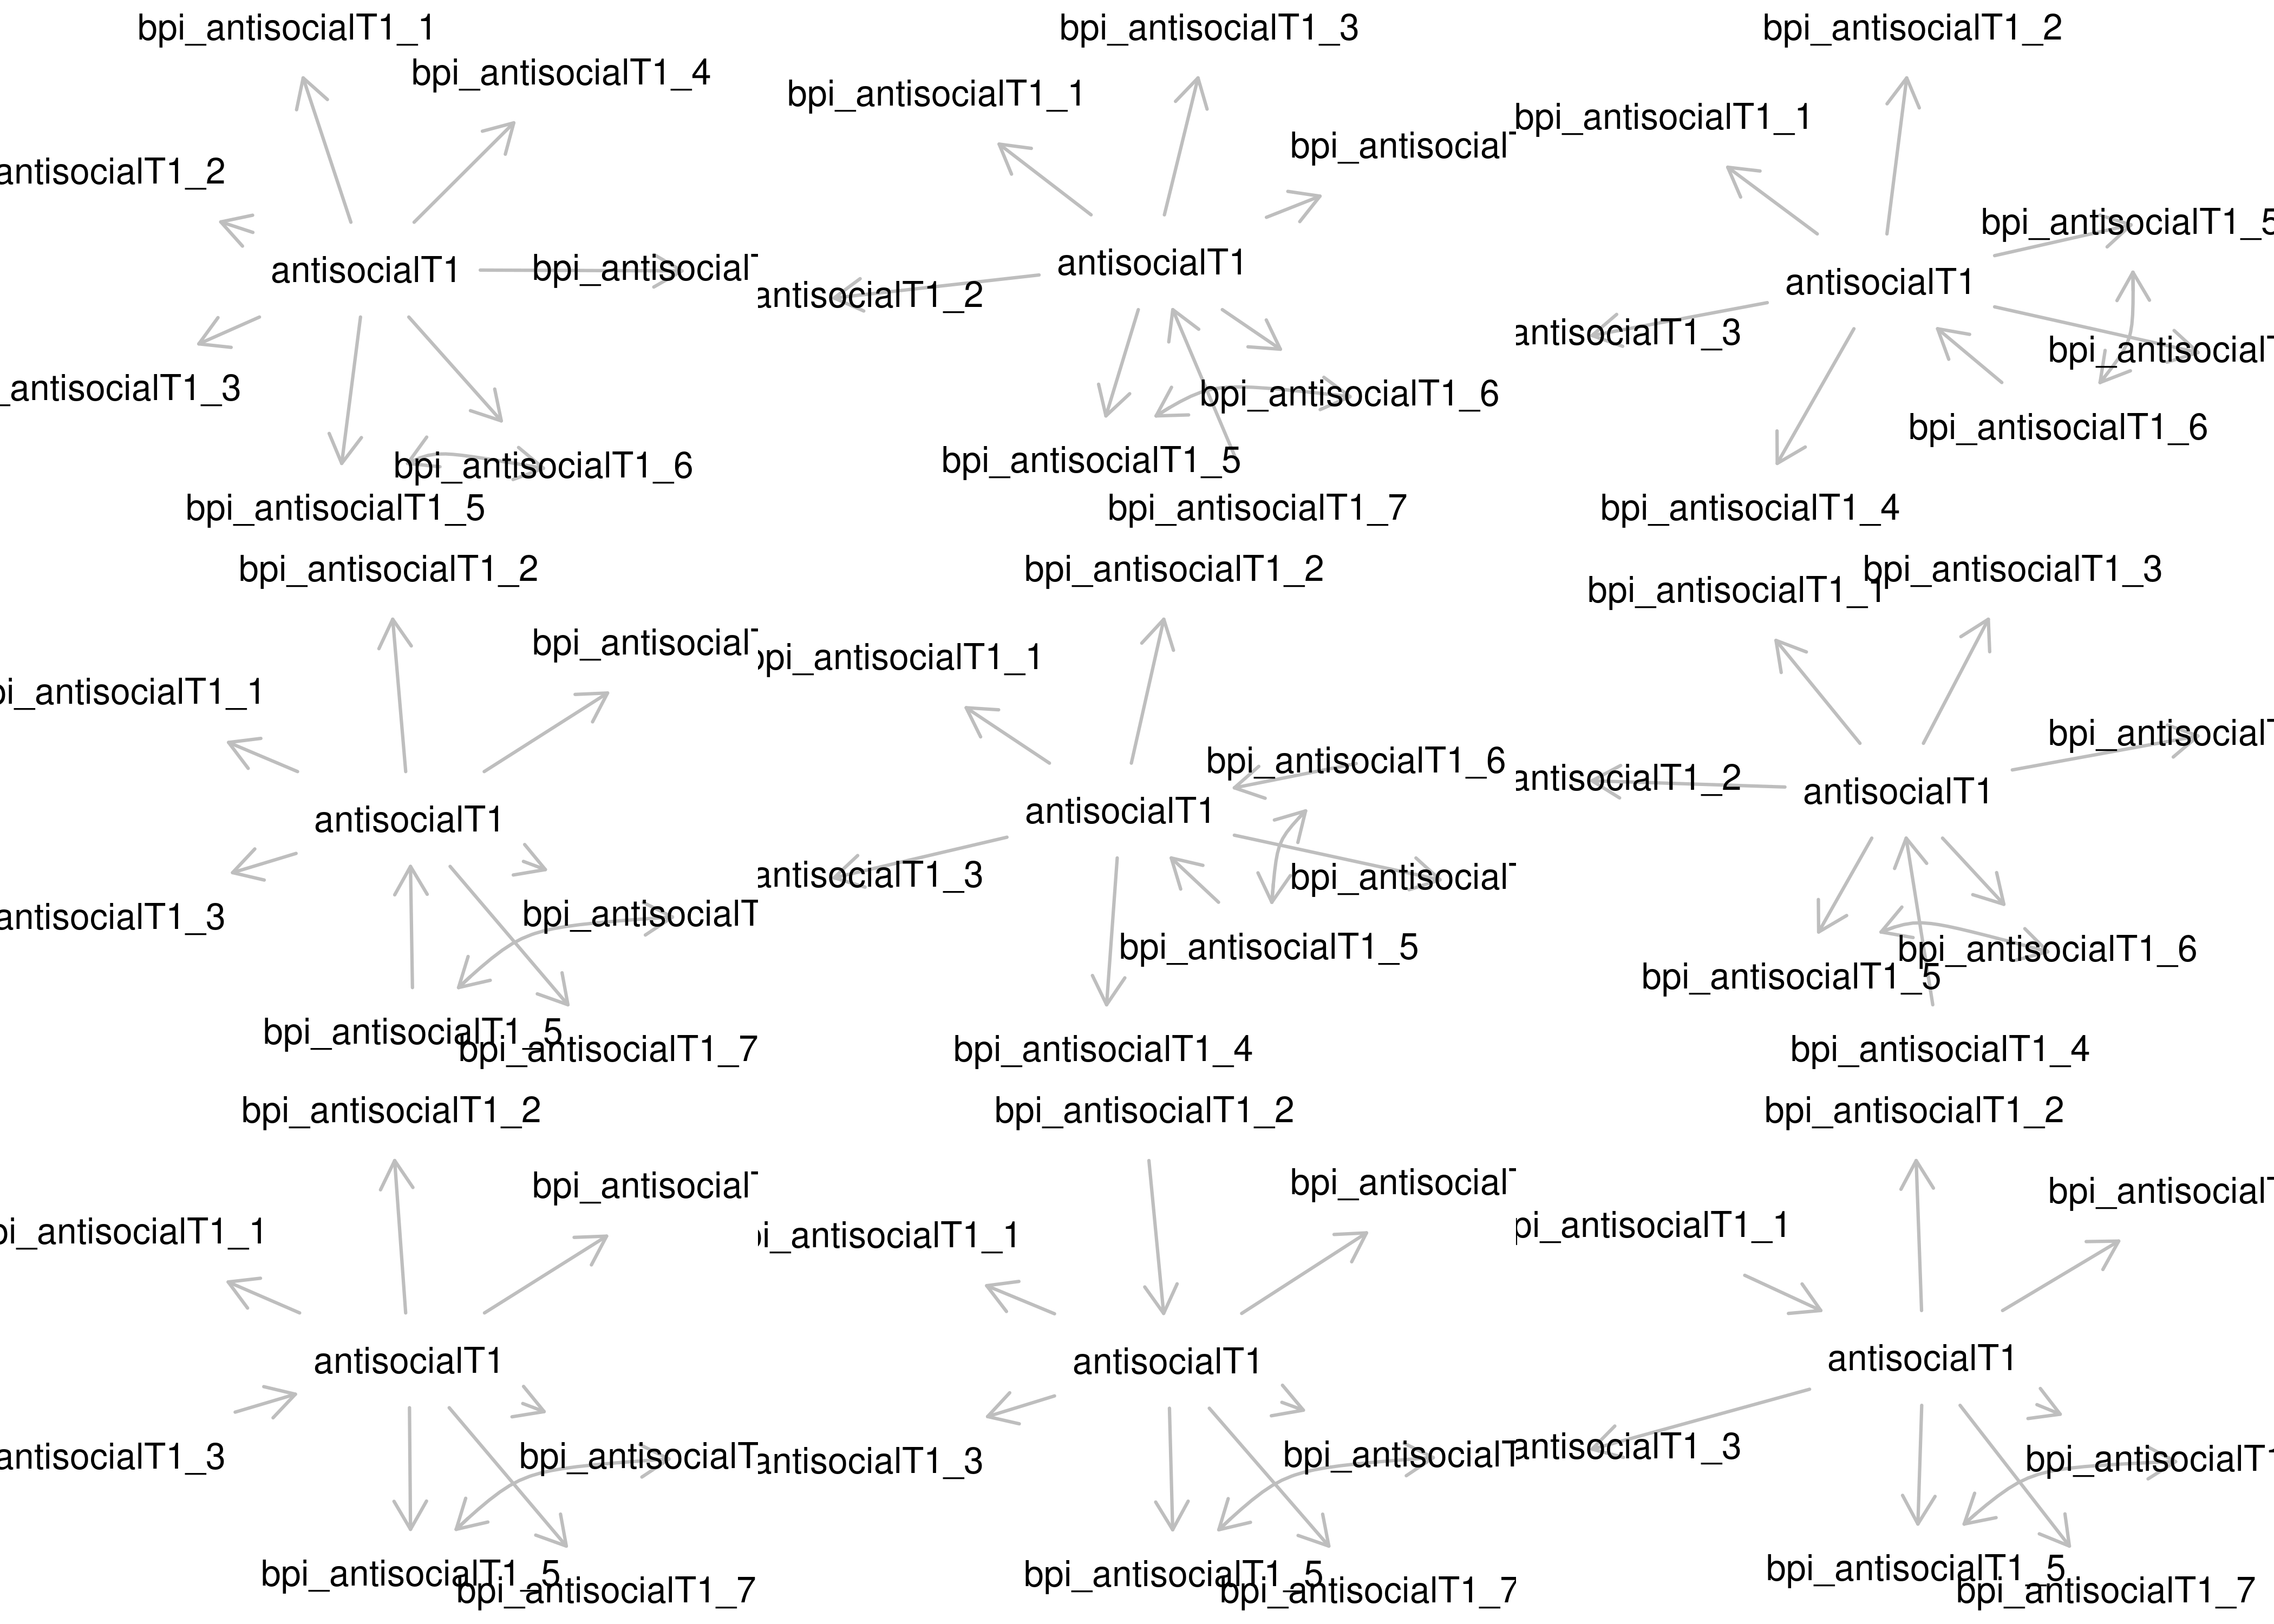 bpi_antisocialT1_1
bpi_antisocialT1_4
antisocialT1_2
antisocialT1
bpi_antisocial
_antisocialT1_3
bpi_antisocialT1_6
bpi_antisocialT1_5
bpi_antisocialT1_3
bpi_antisocialT1_1
bpi_antisocial
antisocialT1
antisocialT1_2
bpi_antisocialT1_6
bpi_antisocialT1_5
bpi_antisocialT1_7
bpi_antisocialT1_2
bpi_antisocialT1_1
bpi_antisocialT1_5
antisocialT1
antisocialT1_3
bpi_antisocial
bpi_antisocialT1_6
bpi_antisocialT1_4
bpi_antisocialT1_2
bpi_antisocial
pi_antisocialT1_1
antisocialT1
antisocialT1_3
bpi_antisocialT
bpi_antisocialT1_5
bpi_antisocialT1_7
bpi_antisocialT1_2
bpi_antisocialT1_1
bpi_antisocialT1_6
antisocialT1
antisocialT1_3
bpi_antisocial
bpi_antisocialT1_5
bpi_antisocialT1_4
bpi_antisocialT1_3
bpi_antisocialT1_1
bpi_antisocial
antisocialT1_2
antisocialT1
bpi_antisocialT1_6
bpi_antisocialT1_5
bpi_antisocialT1_4
bpi_antisocialT1_2
bpi_antisocial
pi_antisocialT1_1
antisocialT1
antisocialT1_3
bpi_antisocialT
bpi_antisocialT1_5
bpi_antisocialT1_7
bpi_antisocialT1_2
bpi_antisocial
pi_antisocialT1_1
antisocialT1
antisocialT1_3
bpi_antisocialT
bpi_antisocialT1_5
bpi_antisocialT1_7
bpi_antisocialT1_2
bpi_antisocial
pi_antisocialT1_1
antisocialT1
antisocialT1_3
bpi_antisocialT1
bpi_antisocialT1_5
bpi_antisocialT1_7